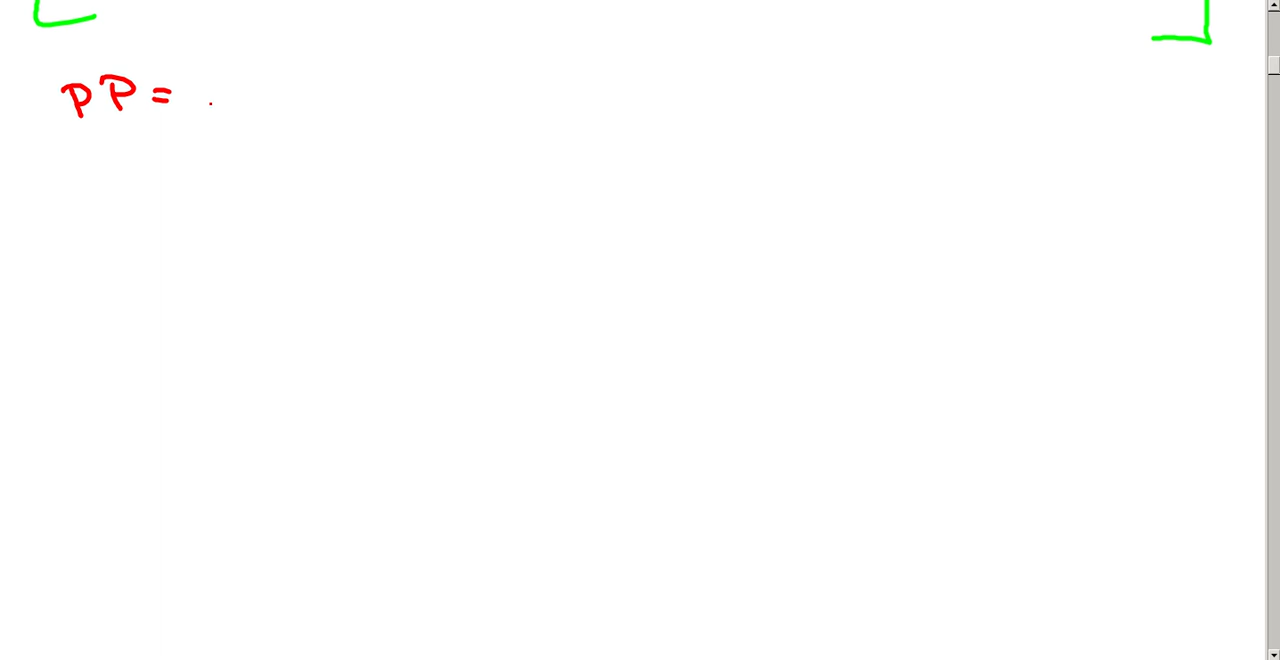 PP =